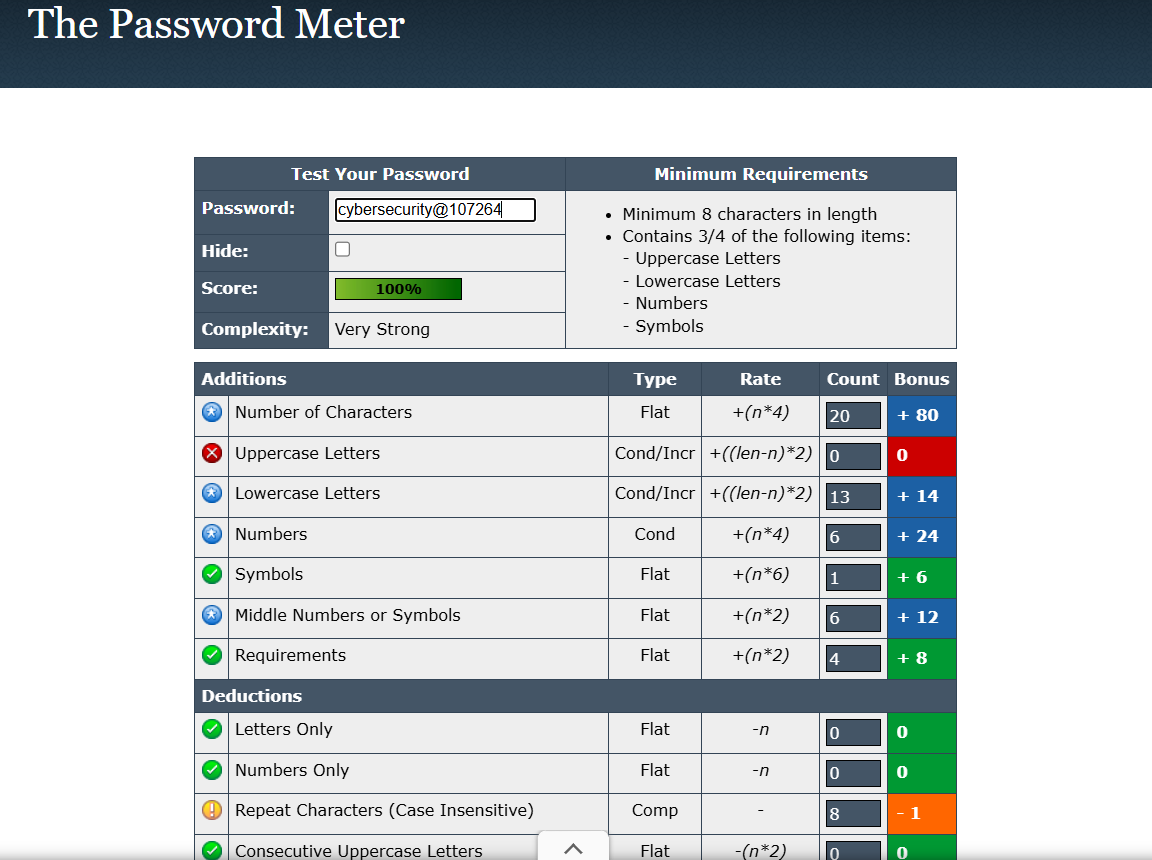 The Password Meter
Test Your Password Minimum Requirements
Password: cybersecurity@107264
Hide:
Score: 100%
Complexity: Very Strong
• Minimum 8 characters in length
• Contains 3/4 of the following items:
- Uppercase Letters
- Lowercase Letters
- Numbers
- Symbols
Additions Type Rate Count Bonus
Number of Characters Flat +(n*4) 20 + 80
Uppercase Letters Cond/Incr +((len-n)*2) 0 0
Lowercase Letters Cond/Incr +((len-n)*2) 13 + 14
Numbers Cond +(n*4) 6 + 24
Symbols Flat +(n*6) 1 + 6
Middle Numbers or Symbols Flat +(n*2) 6 + 12
Requirements Flat +(n*2) 4 + 8
Deductions
Letters Only Flat -n 0 0
Numbers Only Flat -n 0 0
Repeat Characters (Case Insensitive) Comp - 8 - 1
Consecutive Uppercase Letters Flat -(n*2) 0 0